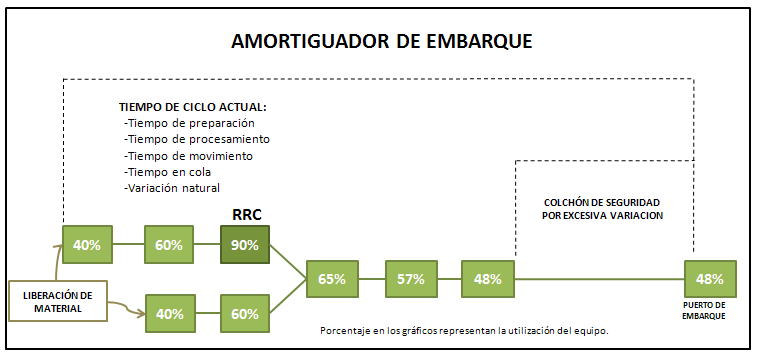 AMORTIGUADOR DE EMBARQUE
TIEMPO DE CICLO ACTUAL:
-Tiempo de preparación
-Tiempo de procesamiento
-Tiempo de movimiento
-Tiempo en cola
-Variación natural
COLCHÓN DE SEGURIDAD
POR EXCESIVA VARIACION
RRC
40%
60%
90%
65%
57%
48%
48%
LIBERACIÓN DE
MATERIAL
40%
60%
PUERTO DE
EMBARQUE
Porcentaje en los gráficos representan la utilización del equipo.